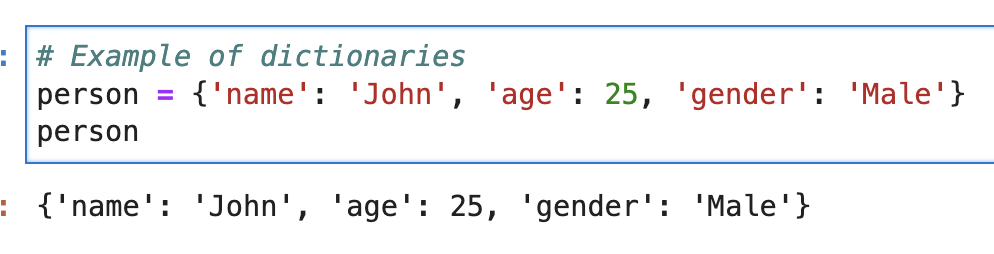 :
# Example of dictionaries
person = {'name': 'John', 'age': 25, 'gender': 'Male'}
person
: {'name': 'John', 'age': 25, 'gender': 'Male'}